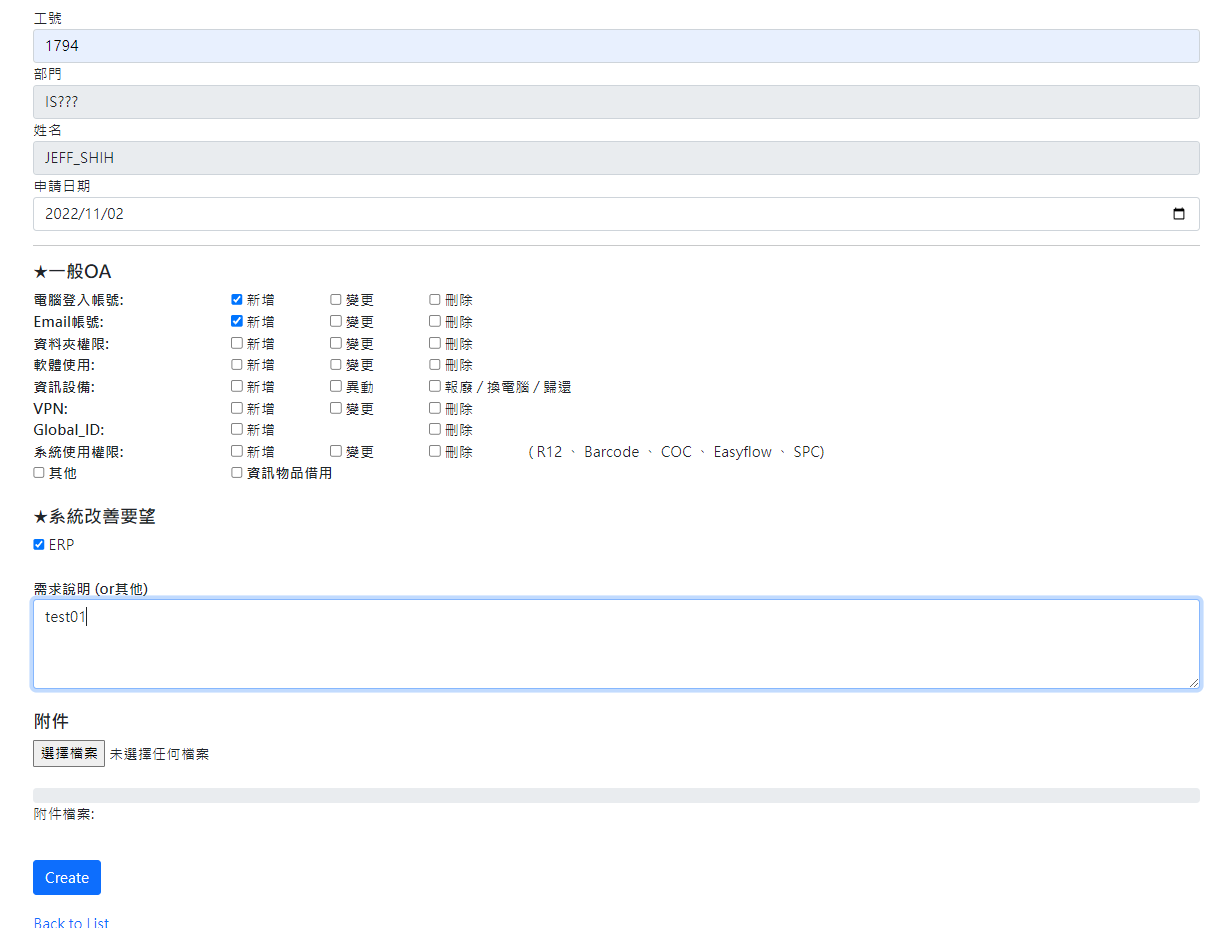 工號
1794
部門
IS???
姓名
JEFF_SHIH
申請日期
2022/11/02
★一般OA
電腦登入帳號: 新增 變更 刪除
Email帳號: 新增 變更 刪除
資料夾權限: 新增 變更 刪除
軟體使用: 新增 變更 刪除
資訊設備: 新增 異動 報廢 / 換電腦 / 歸還
VPN: 新增 變更 刪除
Global_ID: 新增 刪除
系統使用權限: 新增 變更 刪除 ( R12 、 Barcode 、 COC 、 Easyflow 、 SPC)
其他 資訊物品借用
★系統改善要望
ERP
需求說明 (or其他)
test01
附件
選擇檔案 未選擇任何檔案
附件檔案:
Create
Back to List